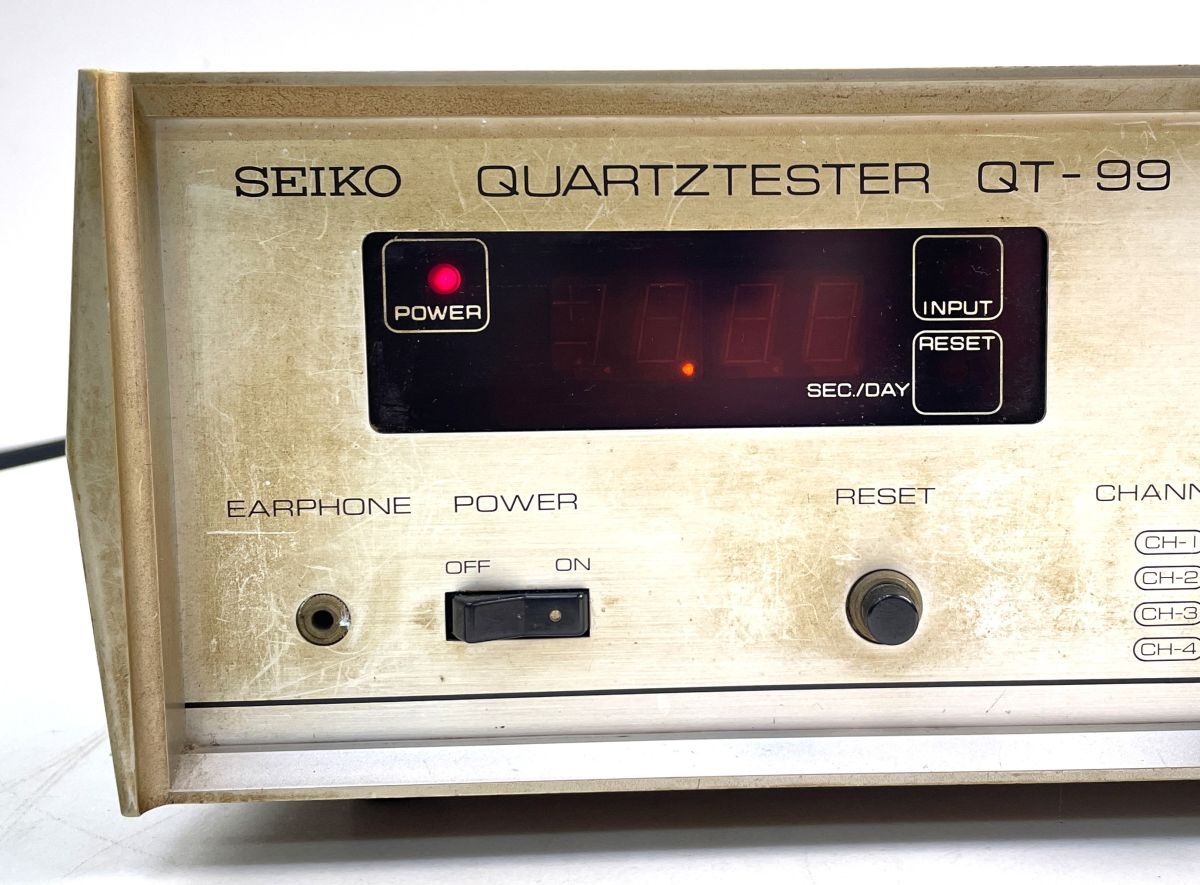 SEIKO QUARTZTESTER QT-99
POWER
INPUT
RESET
SEC./DAY
EARPHONE POWER RESET
OFF ON
CH-1
CH-2
CH-3
CH-4